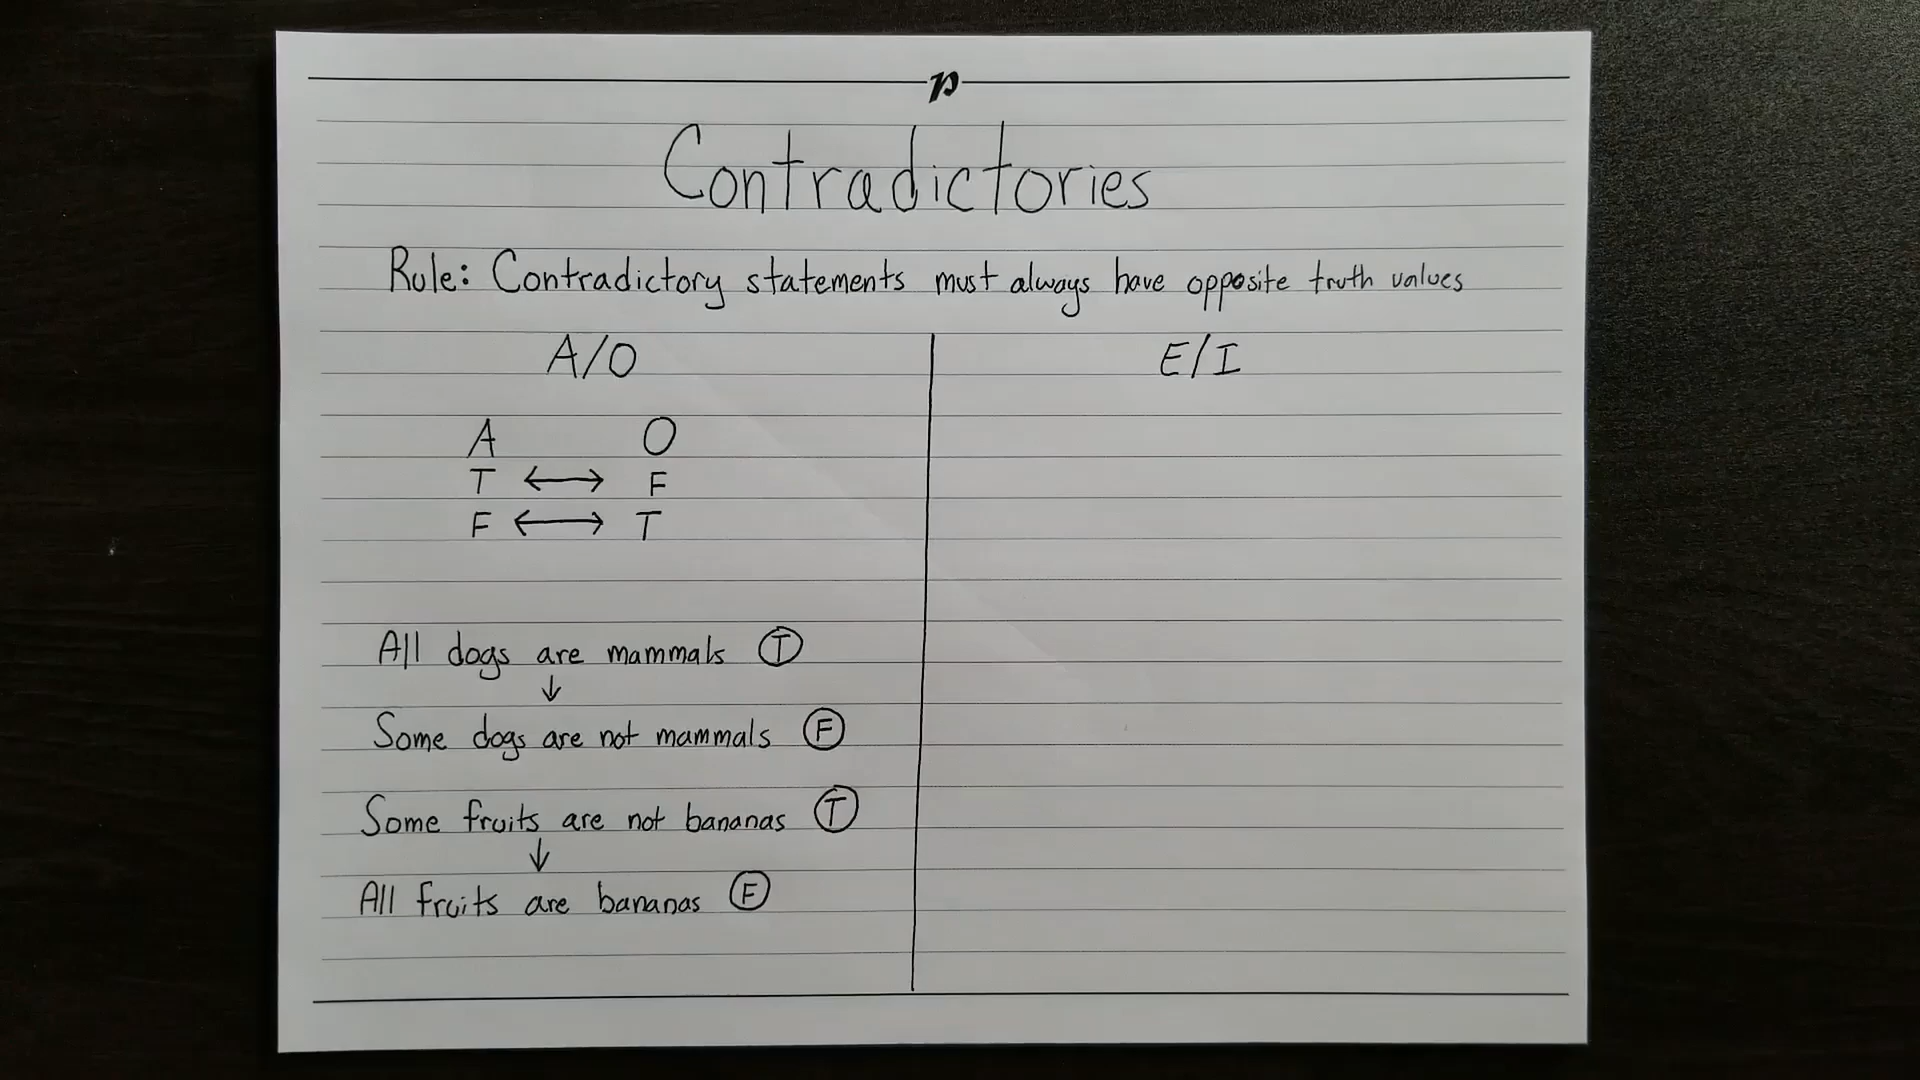 p
Contradictories
Rule: Contradictory statements must always have opposite truth values
A/O
A O
T ↔ F
F ↔ T
All dogs are mammals T
↓
Some dogs are not mammals F
Some fruits are not bananas T
↓
All fruits are bananas F
E/I